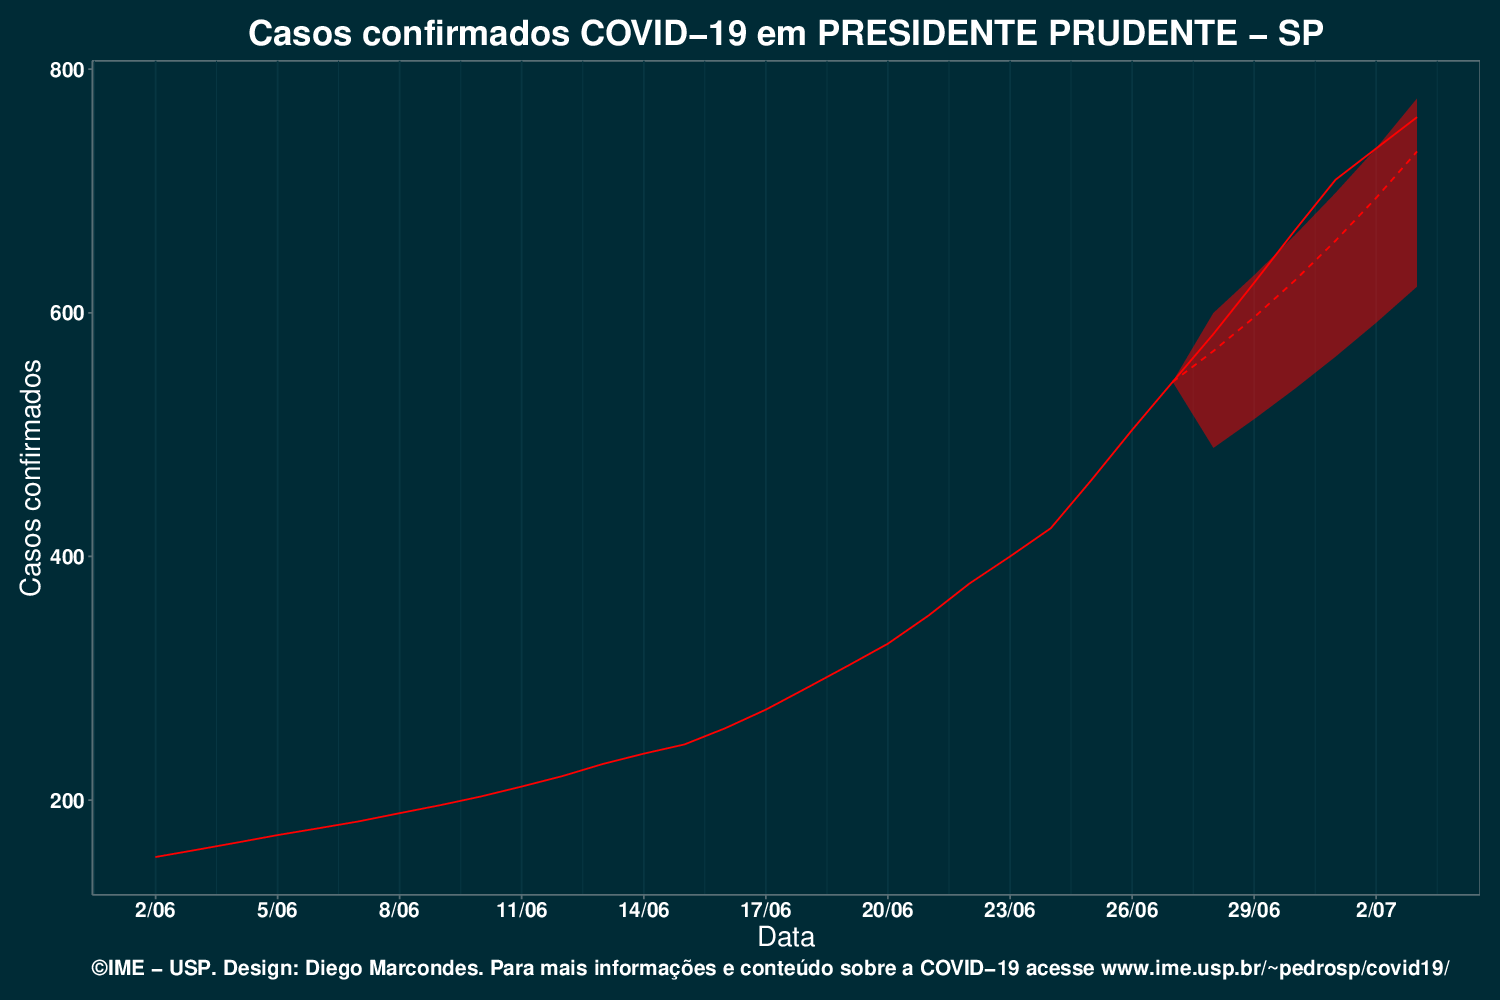 Casos confirmados COVID−19 em PRESIDENTE PRUDENTE − SP
Casos confirmados
800
600
400
200
2/06 5/06 8/06 11/06 14/06 17/06 20/06 23/06 26/06 29/06 2/07
Data
©IME − USP. Design: Diego Marcondes. Para mais informações e conteúdo sobre a COVID−19 acesse www.ime.usp.br/~pedrosp/covid19/